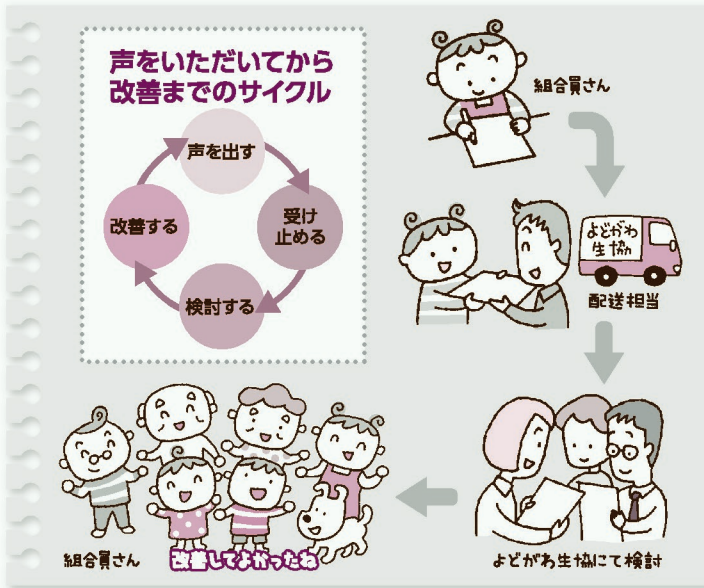 声をいただいてから
改善までのサイクル
声を出す
受け
止める
検討する
改善する
組合員さん
よどがわ
生協
配送担当
よどがわ生協にて検討
組合員さん
改善してよかったね